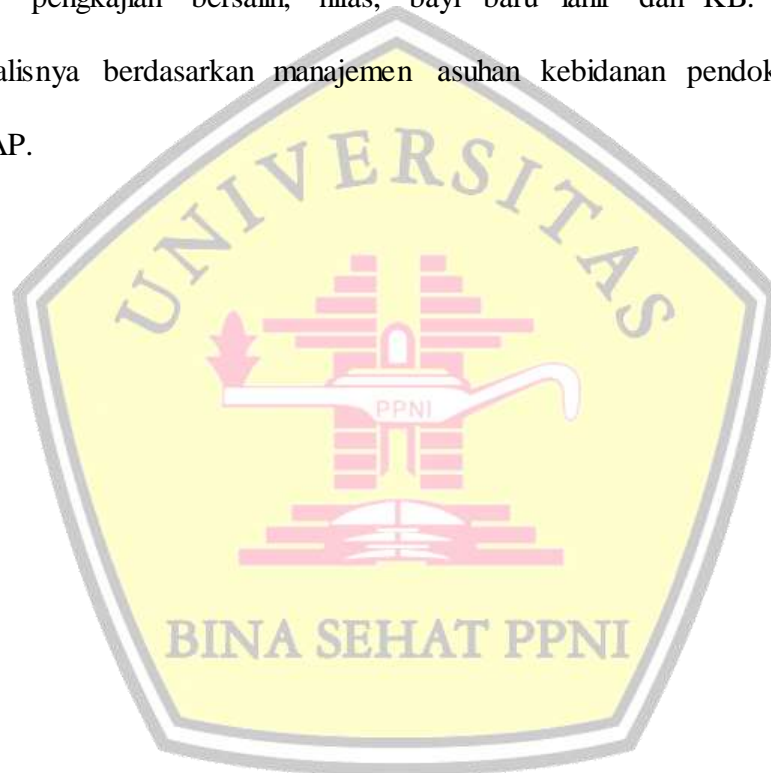 pengkajian bersalin, nifas, bayi baru lahir dan KB.
alisnya berdasarkan manajemen asuhan kebidanan pendok
AP.
UNIVERSITAS
PPNI
BINA SEHAT PPNI